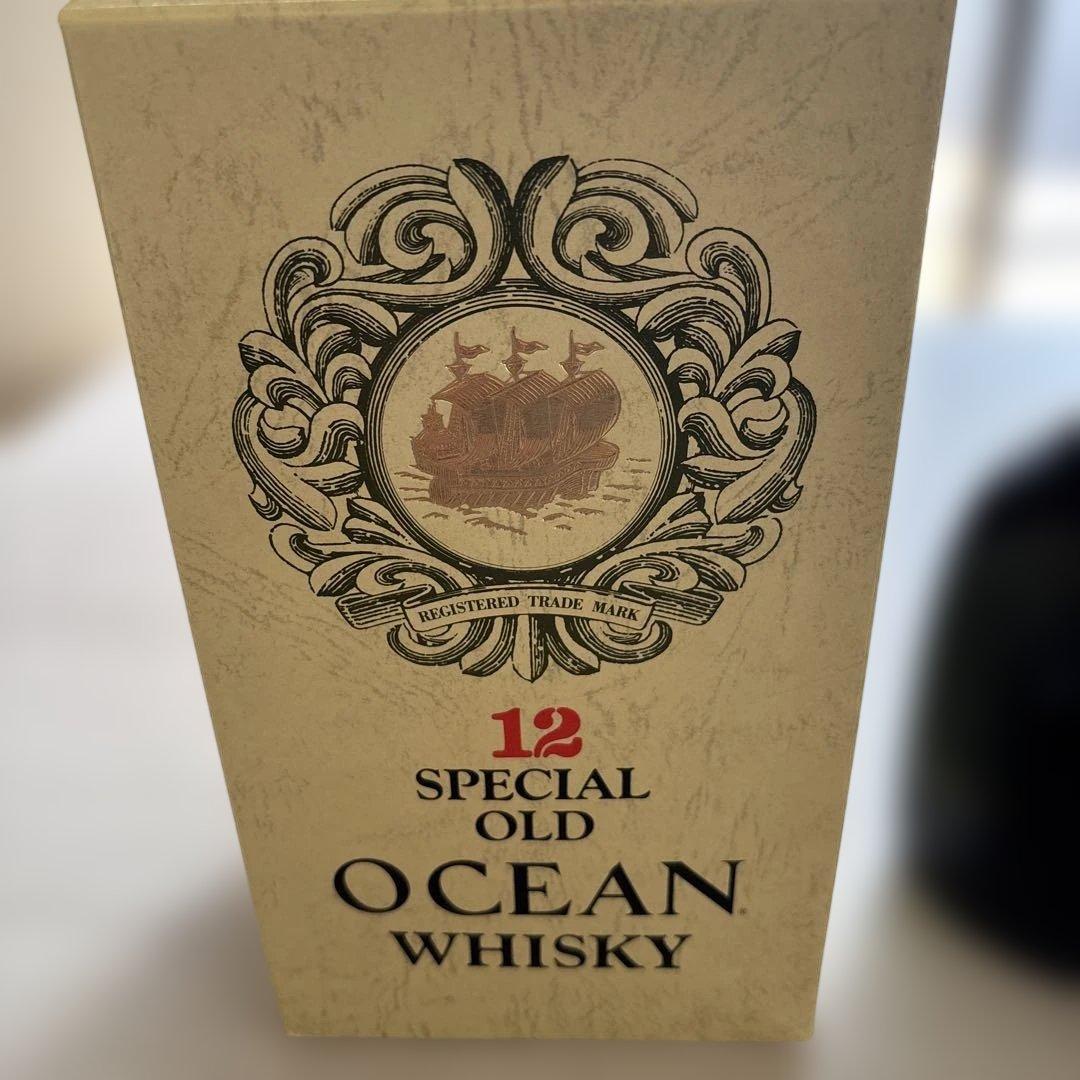 REGISTERED TRADE MARK
12
SPECIAL
OLD
OCEAN
WHISKY